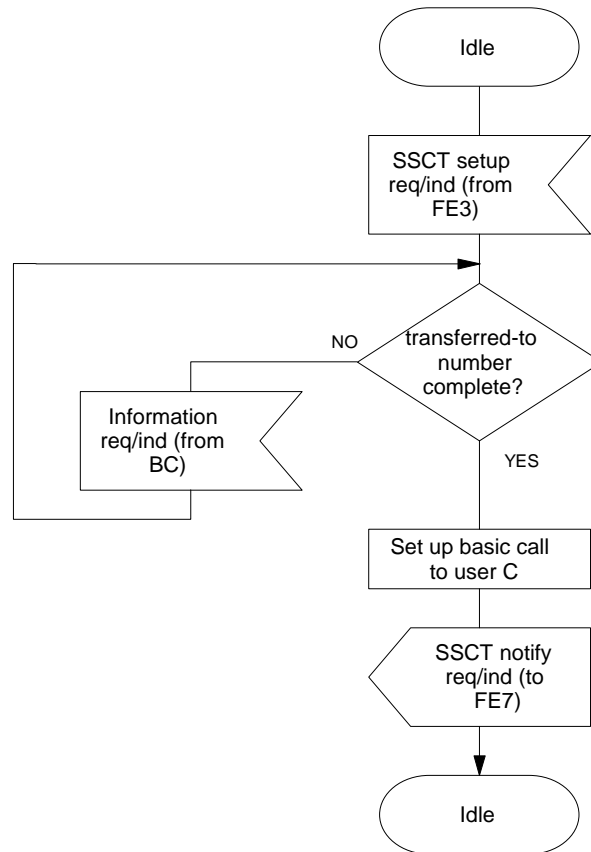 Idle
SSCT setup
req/ind (from
FE3)
NO
transferred-to
number
complete?
Information
req/ind (from
BC)
YES
Set up basic call
to user C
SSCT notify
req/ind (to
FE7)
Idle